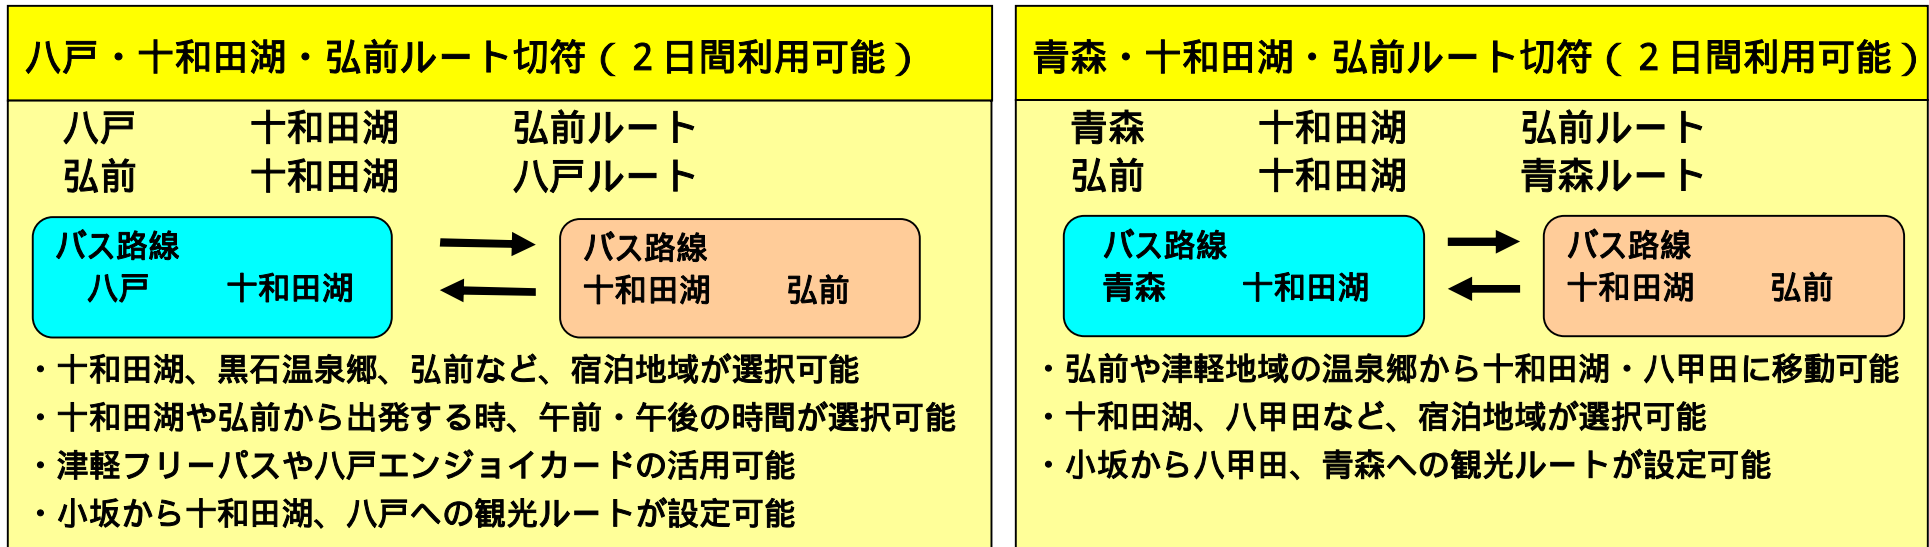 八戸・十和田湖・弘前ルート切符(2日間利用可能)
八戸 十和田湖 弘前ルート
弘前 十和田湖 八戸ルート
バス路線
八戸 十和田湖
バス路線
十和田湖 弘前
・十和田湖、黒石温泉郷、弘前など、宿泊地域が選択可能
・十和田湖や弘前から出発する時、午前・午後の時間が選択可能
・津軽フリーパスや八戸エンジョイカードの活用可能
・小坂から十和田湖、八戸への観光ルートが設定可能
青森・十和田湖・弘前ルート切符(2日間利用可能)
青森 十和田湖 弘前ルート
弘前 十和田湖 青森ルート
バス路線
青森 十和田湖
バス路線
十和田湖 弘前
・弘前や津軽地域の温泉郷から十和田湖・八甲田に移動可能
・十和田湖、八甲田など、宿泊地域が選択可能
・小坂から八甲田、青森への観光ルートが設定可能